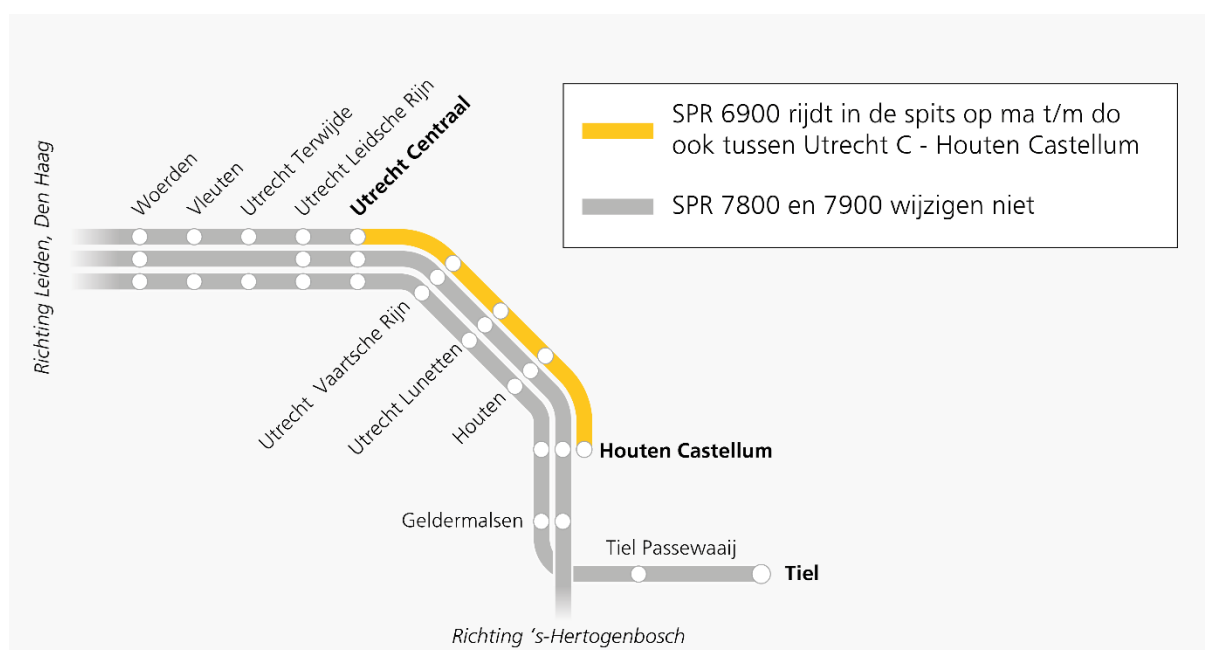 SPR 6900 rijdt in de spits op ma t/m do
ook tussen Utrecht C - Houten Castellum
SPR 7800 en 7900 wijzigen niet
Richting Leiden, Den Haag
Woerden
Vleuten
Utrecht Terwijde
Utrecht Leidsche Rijn
Utrecht Centraal
Utrecht Vaartsche Rijn
Utrecht Lunetten
Houten
Houten Castellum
Geldermalsen
Tiel Passewaaij
Tiel
Richting ‘s-Hertogenbosch